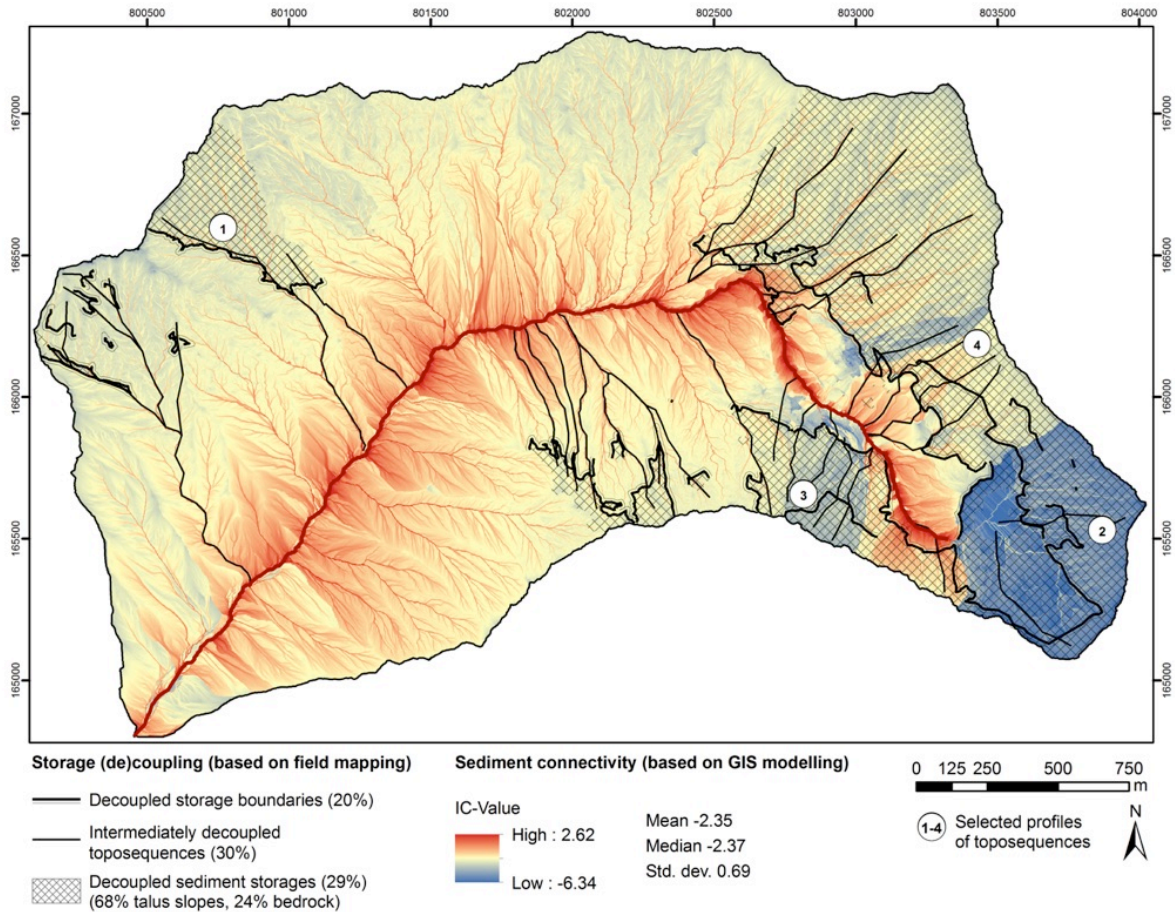 800500 801000 801500 802000 802500 803000 803500 804000
167000 167000
166500 166500
166000 166000
165500 165500
165000 165000
1
4
3
2
Storage (de)coupling (based on field mapping)
Decoupled storage boundaries (20%)
Intermediately decoupled
toposequences (30%)
Decoupled sediment storages (29%)
(68% talus slopes, 24% bedrock)
Sediment connectivity (based on GIS modelling)
IC-Value
High : 2.62
Low : -6.34
Mean -2.35
Median -2.37
Std. dev. 0.69
0 125 250 500 750
m
N
1-4 Selected profiles
of toposequences